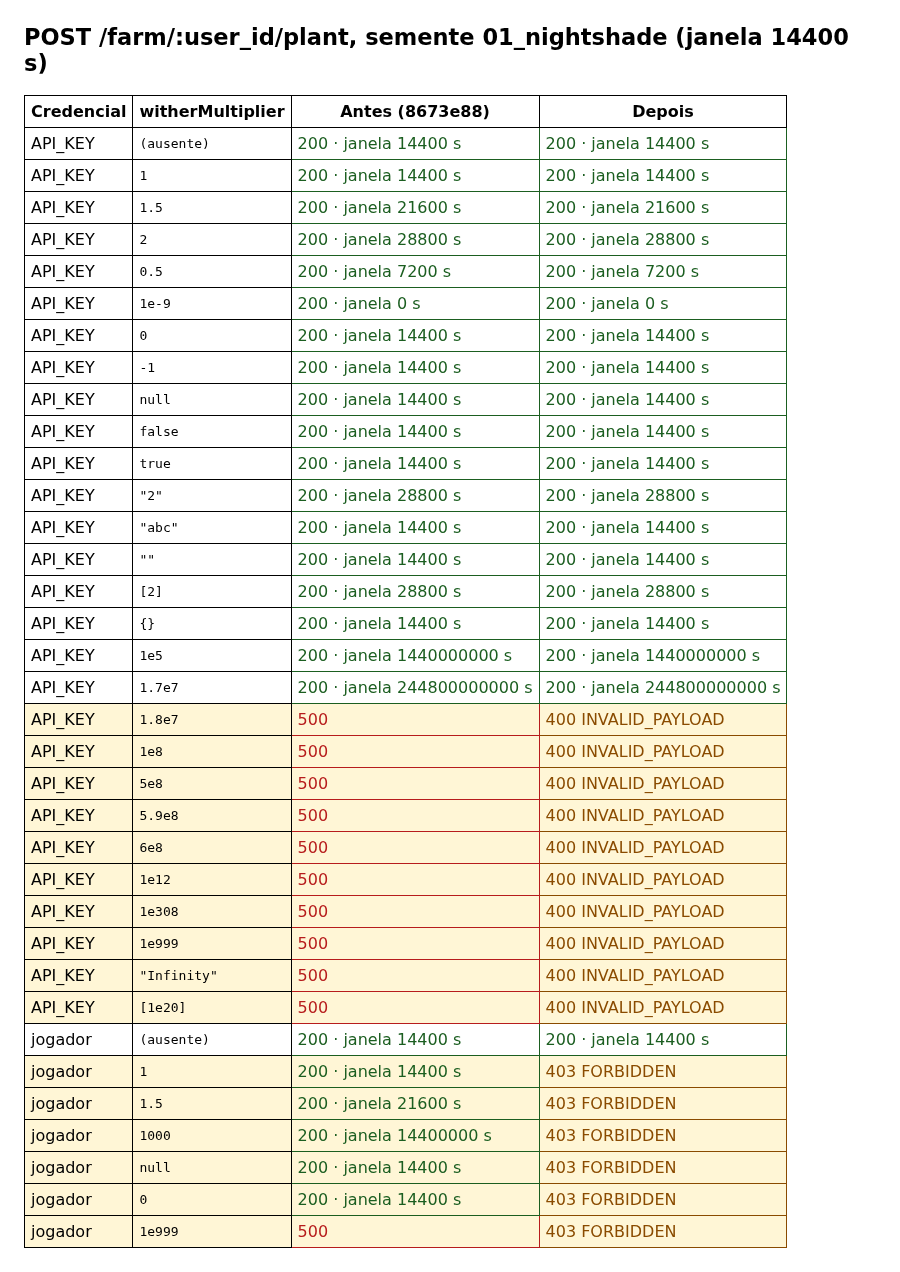 POST /farm/:user_id/plant, semente 01_nightshade (janela 14400
s)
Credencial witherMultiplier Antes (8673e88) Depois
API_KEY (ausente) 200 · janela 14400 s 200 · janela 14400 s
API_KEY 1 200 · janela 14400 s 200 · janela 14400 s
API_KEY 1.5 200 · janela 21600 s 200 · janela 21600 s
API_KEY 2 200 · janela 28800 s 200 · janela 28800 s
API_KEY 0.5 200 · janela 7200 s 200 · janela 7200 s
API_KEY 1e-9 200 · janela 0 s 200 · janela 0 s
API_KEY 0 200 · janela 14400 s 200 · janela 14400 s
API_KEY -1 200 · janela 14400 s 200 · janela 14400 s
API_KEY null 200 · janela 14400 s 200 · janela 14400 s
API_KEY false 200 · janela 14400 s 200 · janela 14400 s
API_KEY true 200 · janela 14400 s 200 · janela 14400 s
API_KEY "2" 200 · janela 28800 s 200 · janela 28800 s
API_KEY "abc" 200 · janela 14400 s 200 · janela 14400 s
API_KEY "" 200 · janela 14400 s 200 · janela 14400 s
API_KEY [2] 200 · janela 28800 s 200 · janela 28800 s
API_KEY {} 200 · janela 14400 s 200 · janela 14400 s
API_KEY 1e5 200 · janela 1440000000 s 200 · janela 1440000000 s
API_KEY 1.7e7 200 · janela 244800000000 s 200 · janela 244800000000 s
API_KEY 1.8e7 500 400 INVALID_PAYLOAD
API_KEY 1e8 500 400 INVALID_PAYLOAD
API_KEY 5e8 500 400 INVALID_PAYLOAD
API_KEY 5.9e8 500 400 INVALID_PAYLOAD
API_KEY 6e8 500 400 INVALID_PAYLOAD
API_KEY 1e12 500 400 INVALID_PAYLOAD
API_KEY 1e308 500 400 INVALID_PAYLOAD
API_KEY 1e999 500 400 INVALID_PAYLOAD
API_KEY "Infinity" 500 400 INVALID_PAYLOAD
API_KEY [1e20] 500 400 INVALID_PAYLOAD
jogador (ausente) 200 · janela 14400 s 200 · janela 14400 s
jogador 1 200 · janela 14400 s 403 FORBIDDEN
jogador 1.5 200 · janela 21600 s 403 FORBIDDEN
jogador 1000 200 · janela 14400000 s 403 FORBIDDEN
jogador null 200 · janela 14400 s 403 FORBIDDEN
jogador 0 200 · janela 14400 s 403 FORBIDDEN
jogador 1e999 500 403 FORBIDDEN